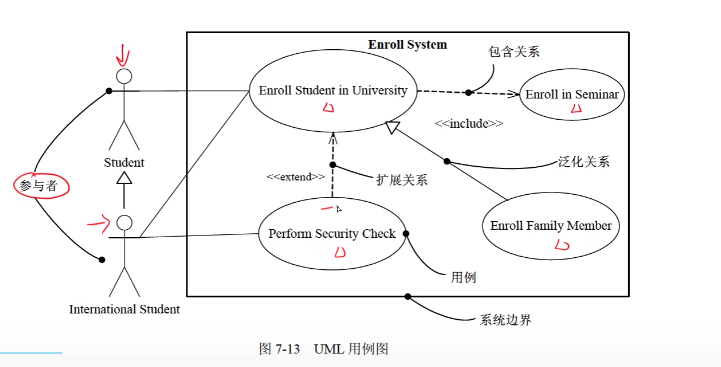 Enroll System
包含关系
Enroll Student in University
Enroll in Seminar
<<include>>
Student
<<extend>>
扩展关系
泛化关系
参与者
Perform Security Check
Enroll Family Member
用例
International Student
系统边界
图 7-13 UML 用例图